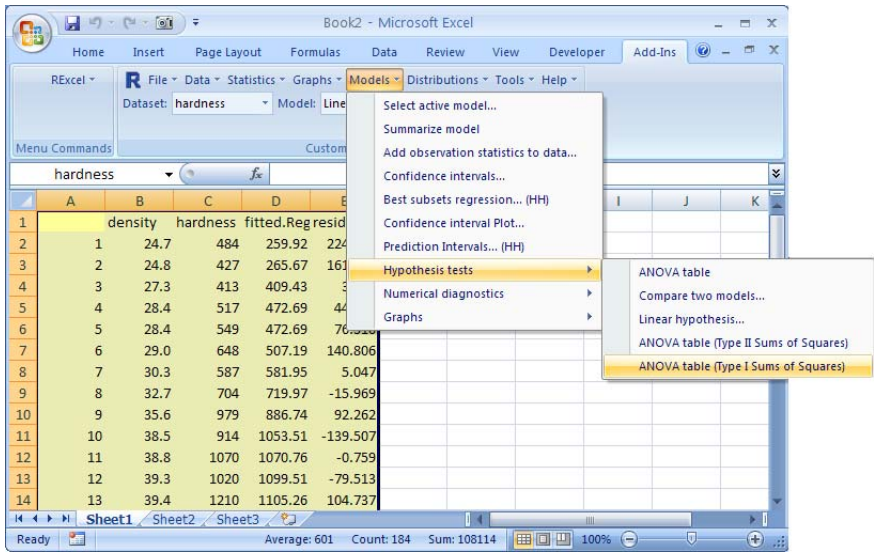 Book2 - Microsoft Excel
Home Insert Page Layout Formulas Data Review View Developer Add-Ins
RExcel R File Data Statistics Graphs Models Distributions Tools Help
Dataset: hardness Model: Line
Menu Commands Custom
Select active model...
Summarize model
Add observation statistics to data...
Confidence intervals...
Best subsets regression... (HH)
Confidence interval Plot...
Prediction Intervals... (HH)
Hypothesis tests
Numerical diagnostics
Graphs
ANOVA table
Compare two models...
Linear hypothesis...
ANOVA table (Type II Sums of Squares)
ANOVA table (Type I Sums of Squares)
hardness fx
A B C D E I J K
1 density hardness fitted.Reg resid
2 1 24.7 484 259.92 224
3 2 24.8 427 265.67 161
4 3 27.3 413 409.43
5 4 28.4 517 472.69 44
6 5 28.4 549 472.69
7 6 29.0 648 507.19 140.806
8 7 30.3 587 581.95 5.047
9 8 32.7 704 719.97 -15.969
10 9 35.6 979 886.74 92.262
11 10 38.5 914 1053.51 -139.507
12 11 38.8 1070 1070.76 -0.759
13 12 39.3 1020 1099.51 -79.513
14 13 39.4 1210 1105.26 104.737
Sheet1 Sheet2 Sheet3
Ready Average: 601 Count: 184 Sum: 108114 100%